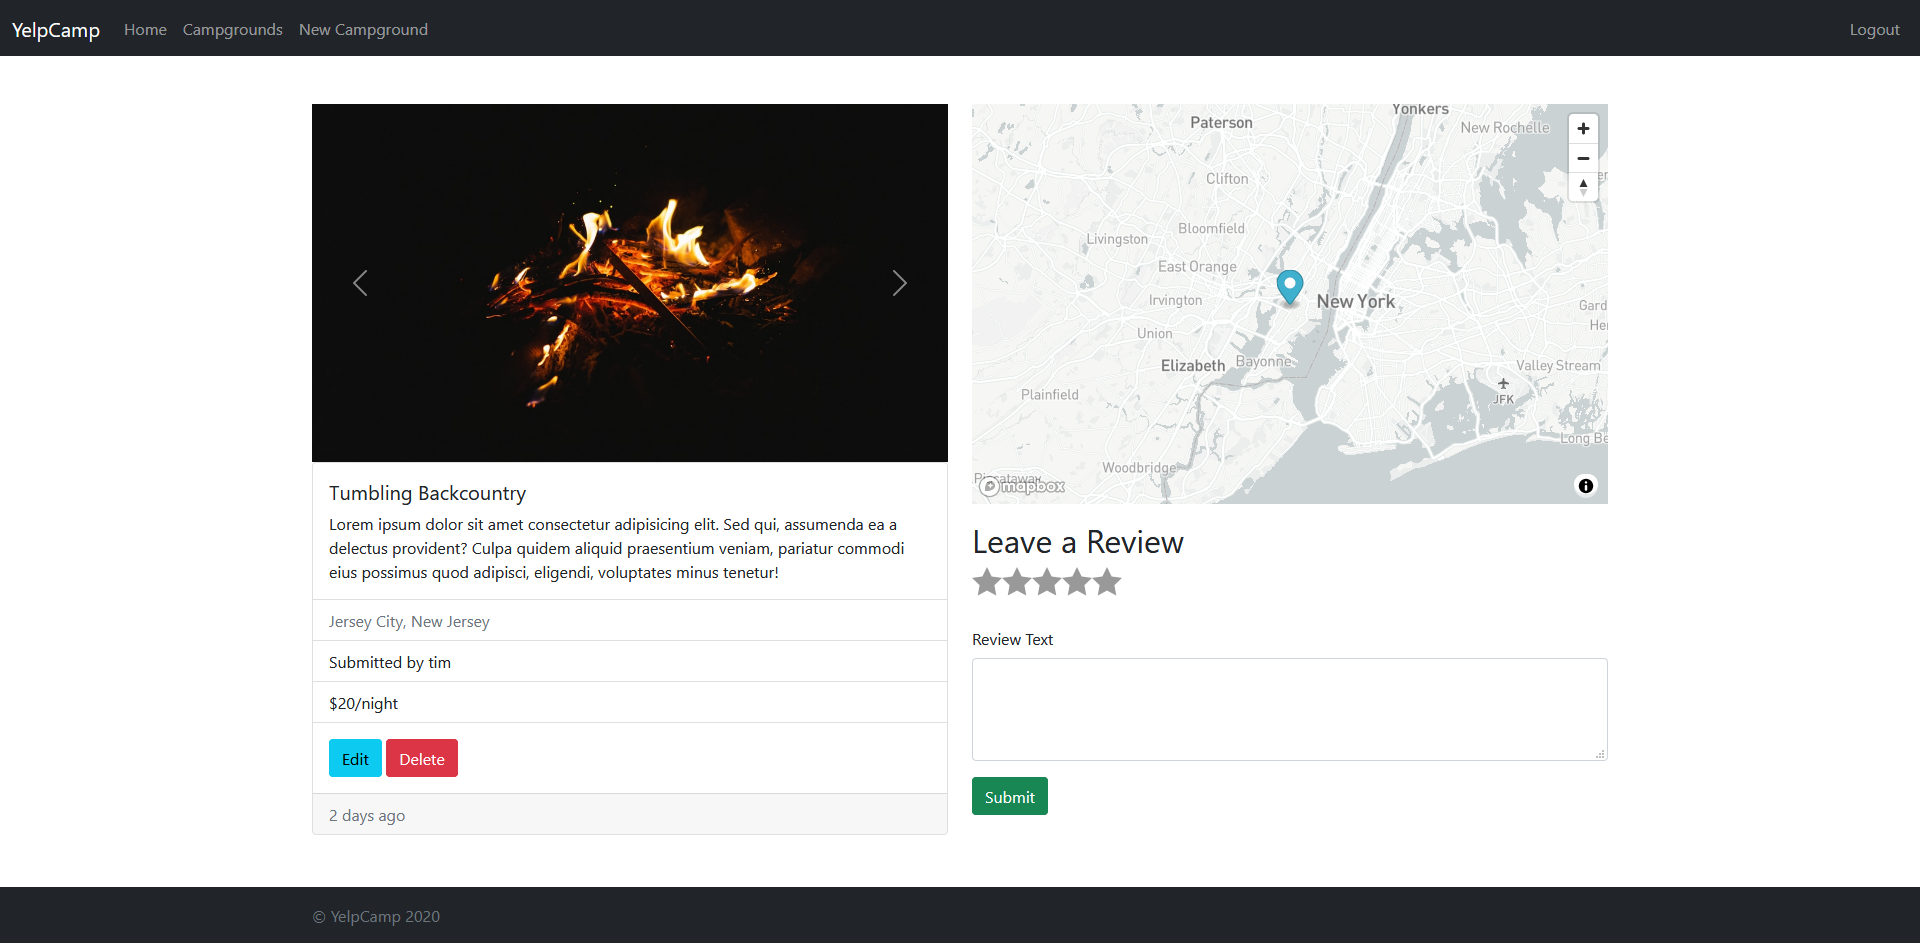 YelpCamp Home Campgrounds New Campground Logout
Tumbling Backcountry
Lorem ipsum dolor sit amet consectetur adipisicing elit. Sed qui, assumenda ea a
delectus provident? Culpa quidem aliquid praesentium veniam, pariatur commodi
eius possimus quod adipisci, eligendi, voluptates minus tenetur!
Jersey City, New Jersey
Submitted by tim
$20/night
Edit Delete
2 days ago
Yonkers
Paterson
New Rochelle
Clifton
Bloomfield
Livingston
East Orange
Irvington
New York
Gard
Her
Union
Elizabeth
Bayonne
Valley Stream
Plainfield
JFK
Long Be
Woodbridge
mapbox
Leave a Review
Review Text
Submit
© YelpCamp 2020